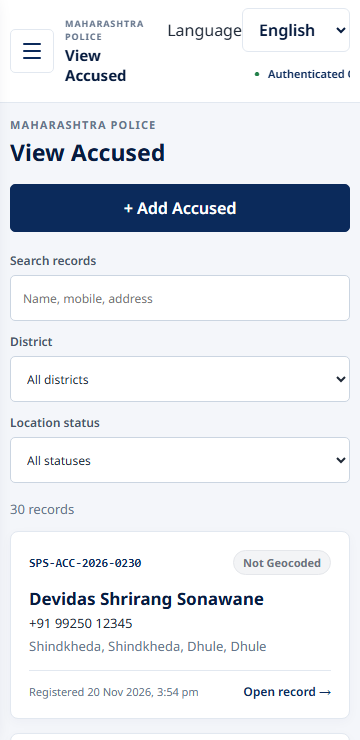 MAHARASHTRA
POLICE
View
Accused
Language
English
Authenticated
MAHARASHTRA POLICE
View Accused
+ Add Accused
Search records
Name, mobile, address
District
All districts
Location status
All statuses
30 records
SPS-ACC-2026-0230
Not Geocoded
Devidas Shrirang Sonawane
+91 99250 12345
Shindkheda, Shindkheda, Dhule, Dhule
Registered 20 Nov 2026, 3:54 pm
Open record →